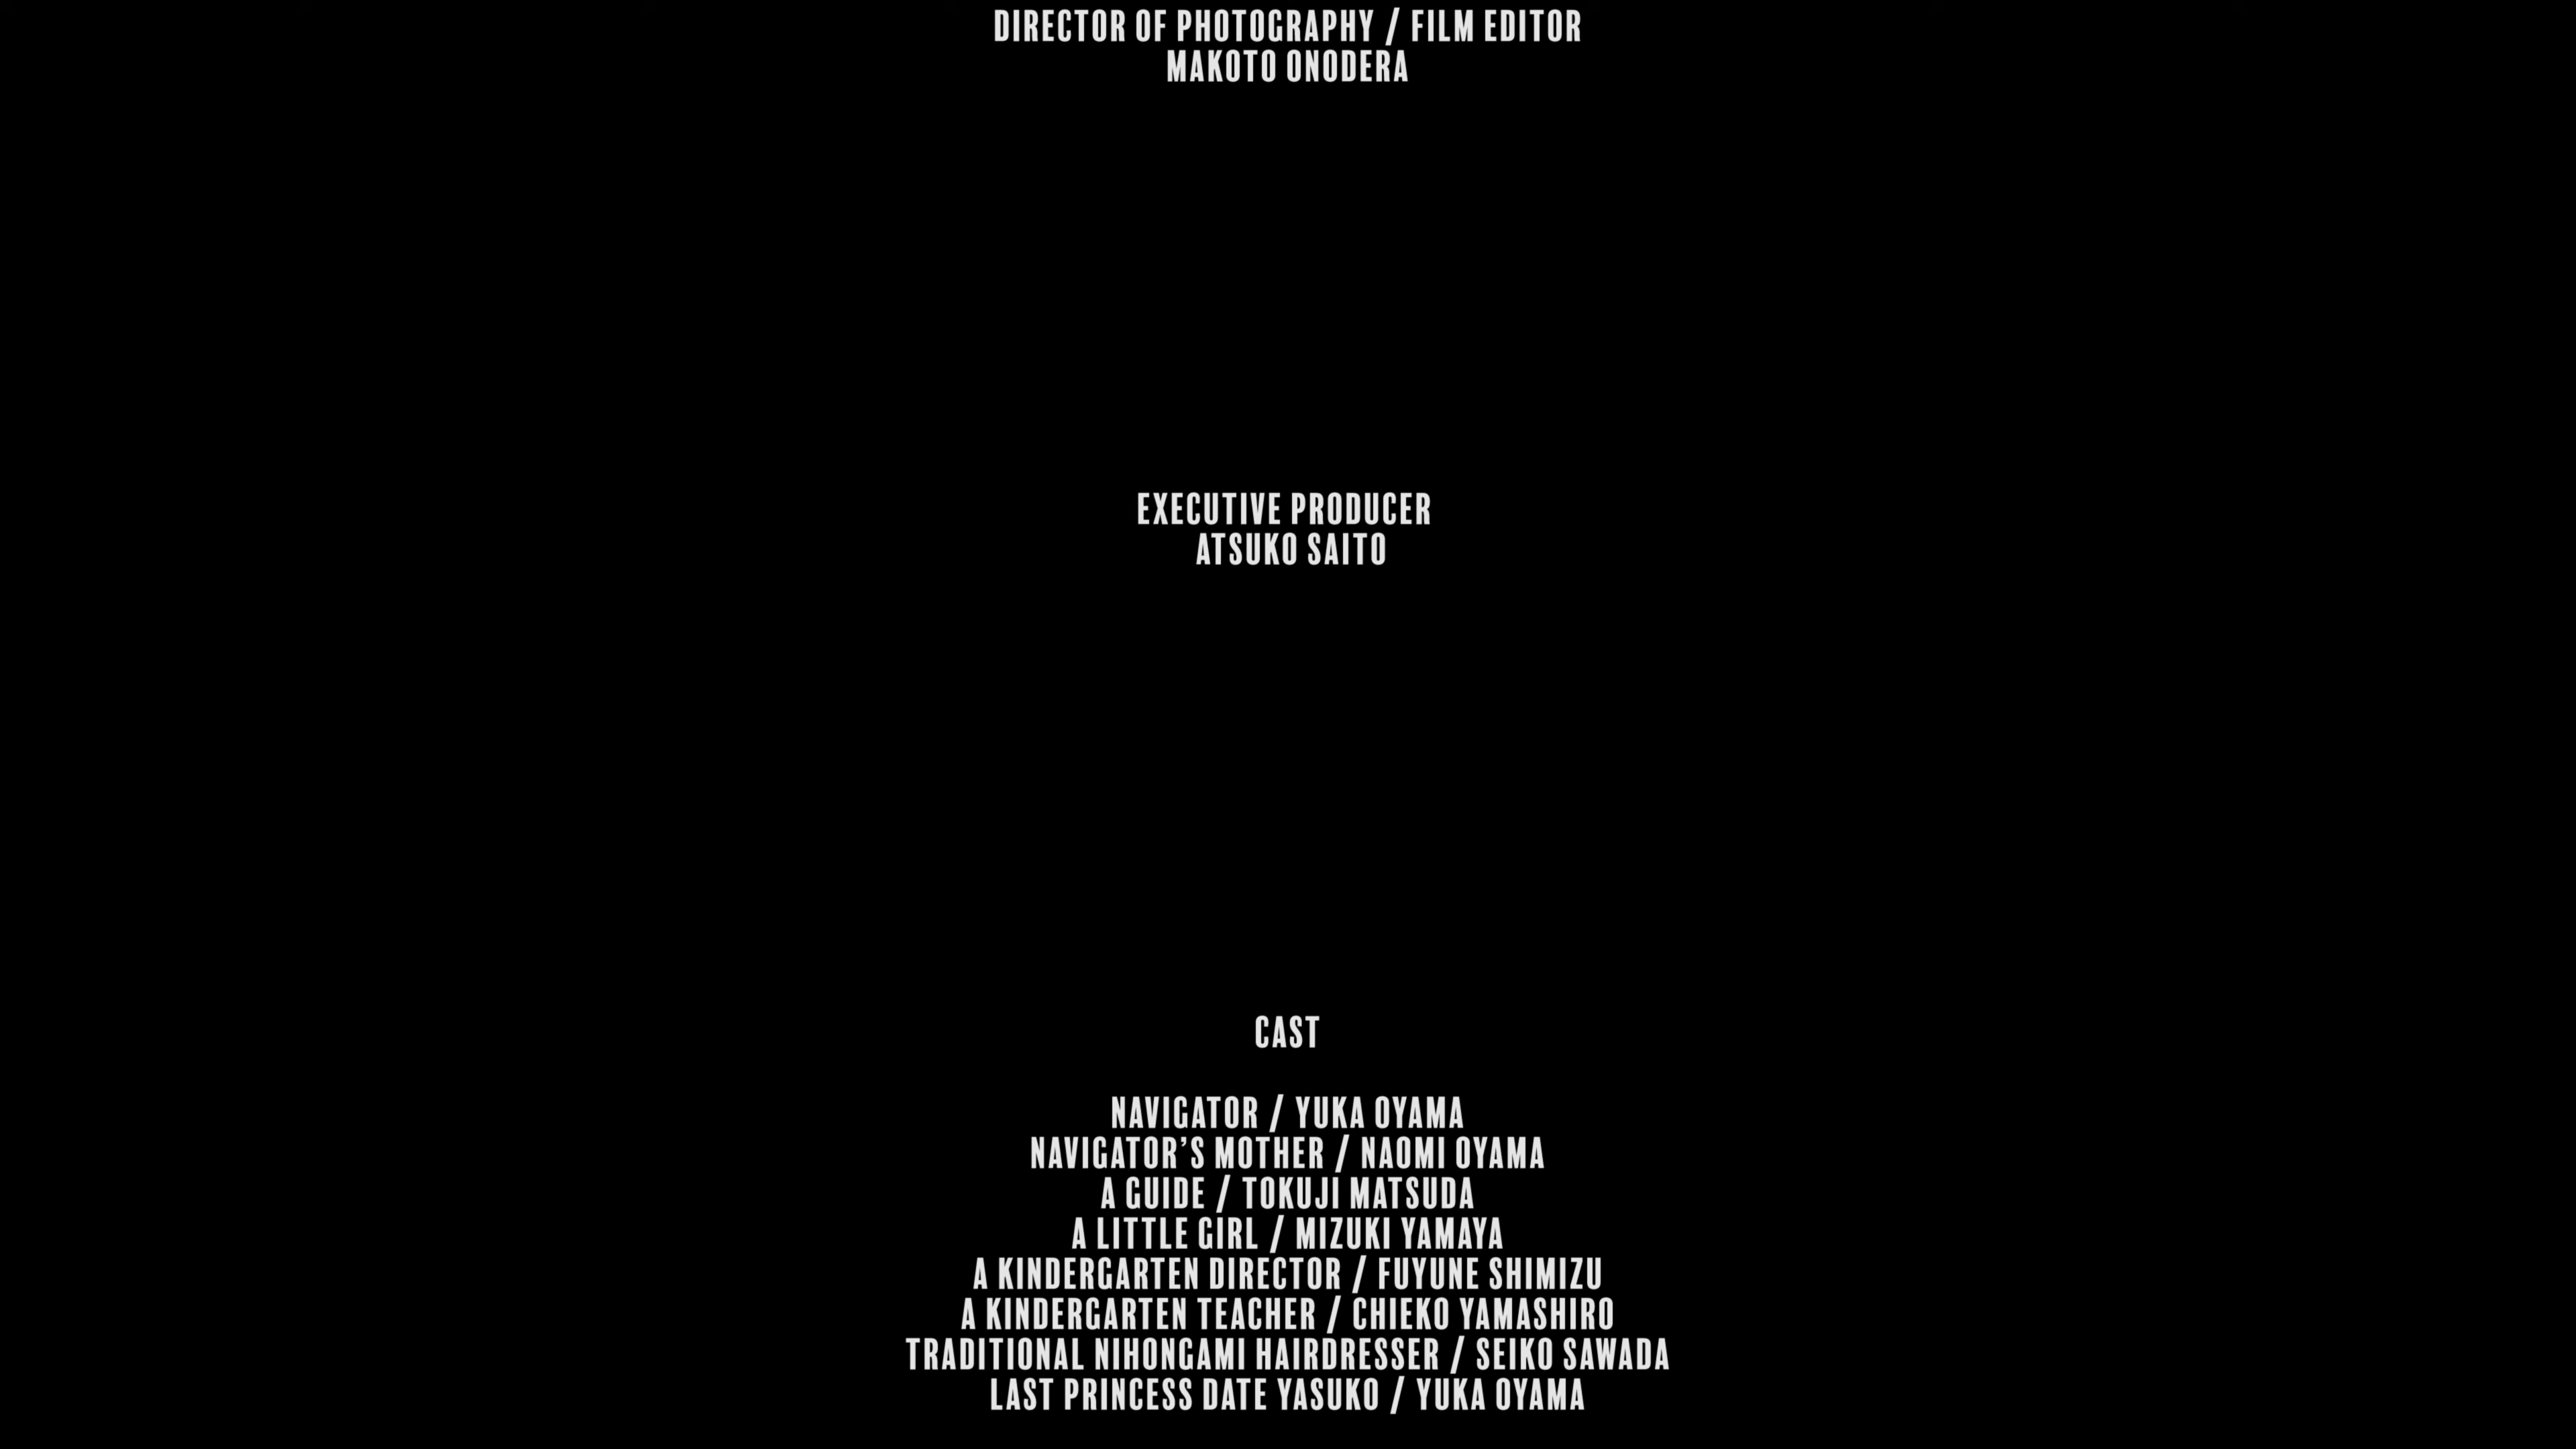 DIRECTOR OF PHOTOGRAPHY / FILM EDITOR
MAKOTO ONODERA
EXECUTIVE PRODUCER
ATSUKO SAITO
CAST
NAVIGATOR / YUKA OYAMA
NAVIGATOR'S MOTHER / NAOMI OYAMA
A GUIDE / TOKUJI MATSUDA
A LITTLE GIRL / MIZUKI YAMAYA
A KINDERGARTEN DIRECTOR / FUYUNE SHIMIZU
A KINDERGARTEN TEACHER / CHIEKO YAMASHIRO
TRADITIONAL NIHONGAMI HAIRDRESSER / SEIKO SAWADA
LAST PRINCESS DATE YASUKO / YUKA OYAMA